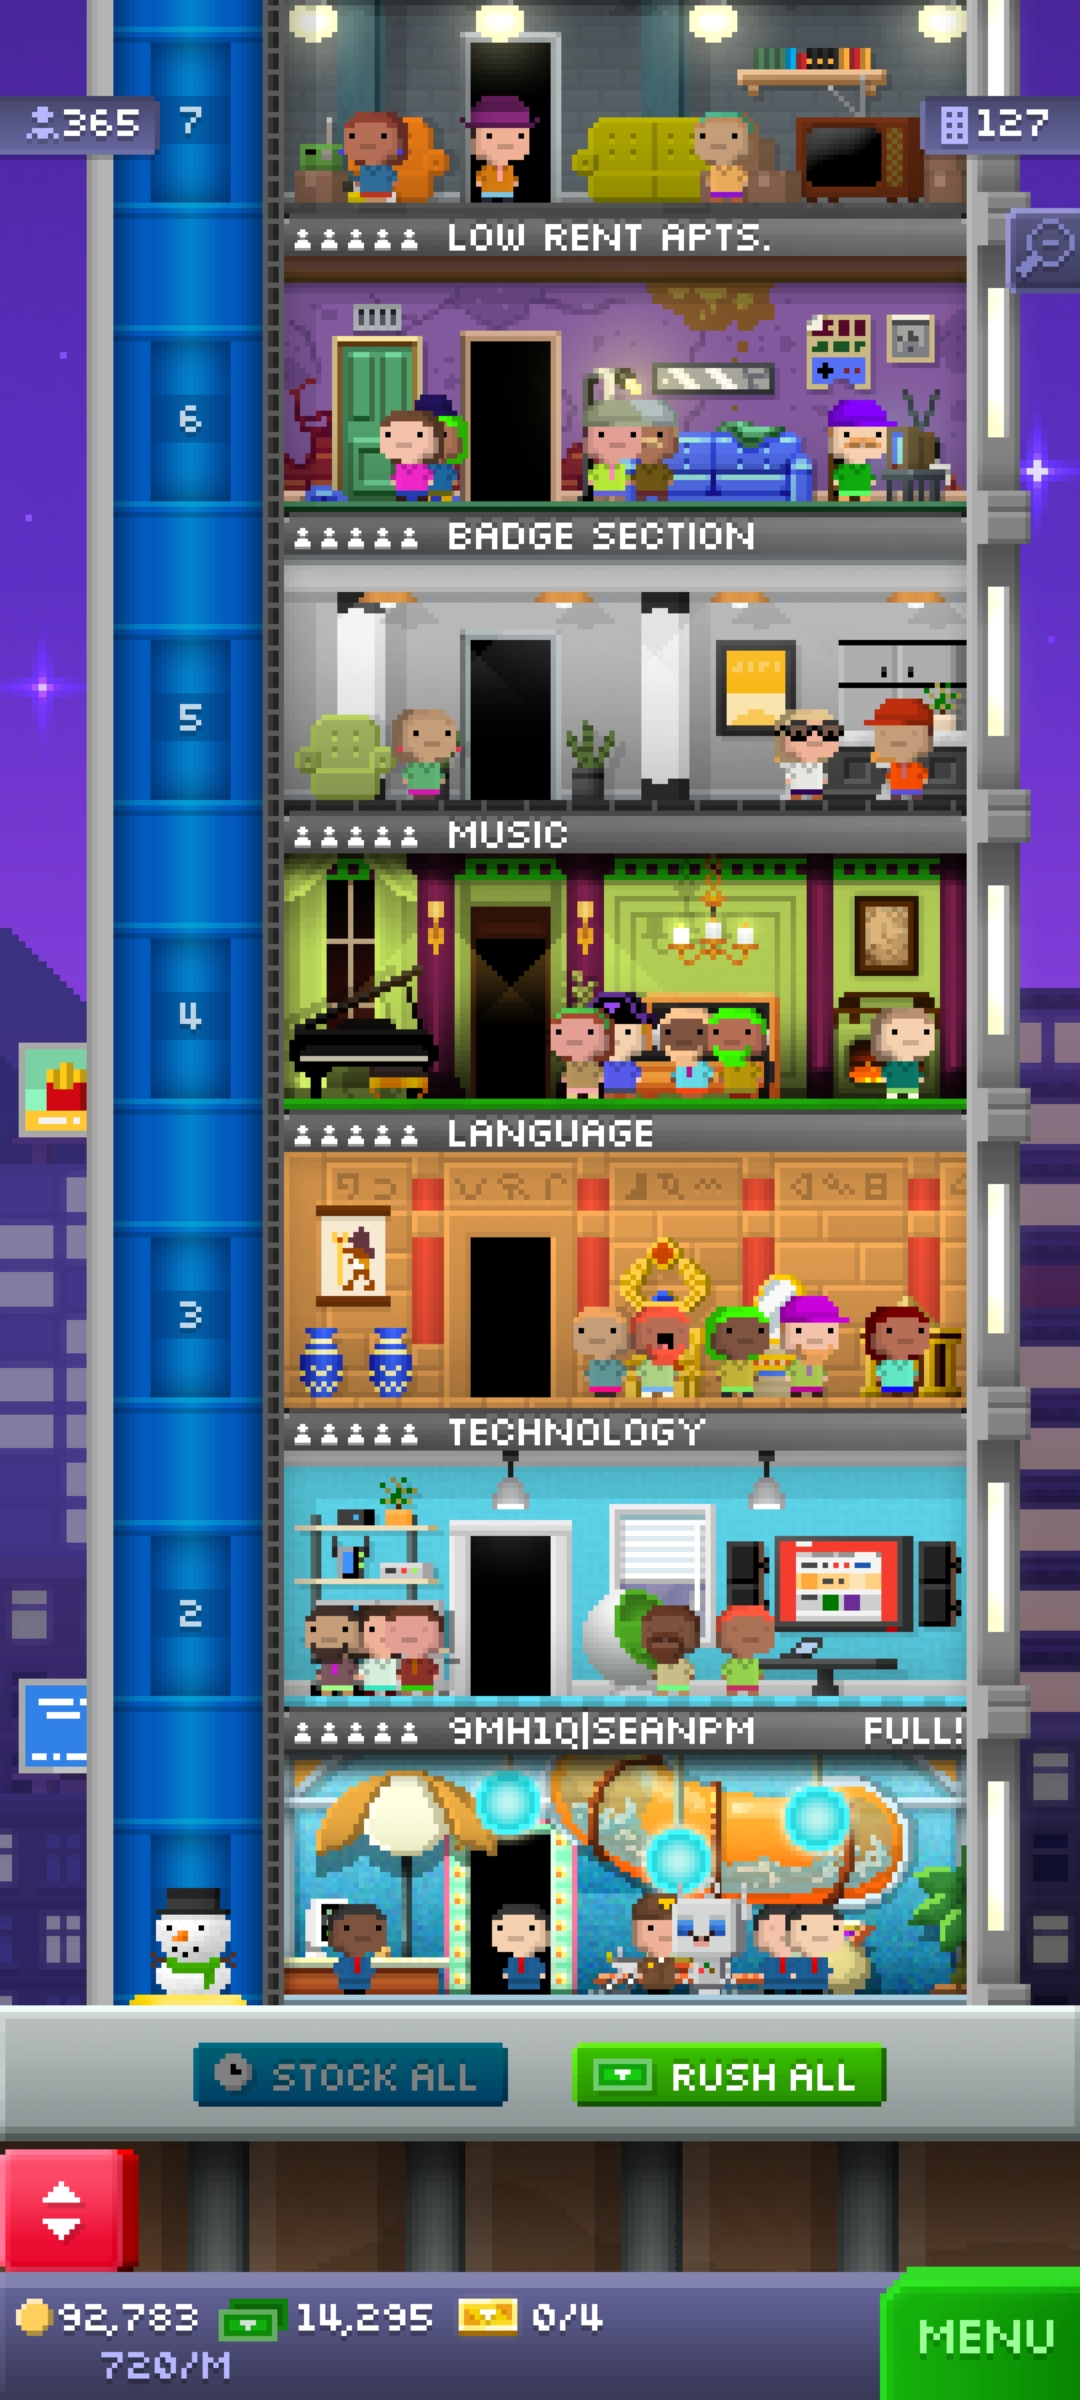 365
7
127
LOW RENT APTS.
6
BADGE SECTION
5
MUSIC
4
LANGUAGE
3
TECHNOLOGY
2
9MH1Q|SEANPM FULL!
STOCK ALL
RUSH ALL
92,783
14,295
0/4
720/M
MENU